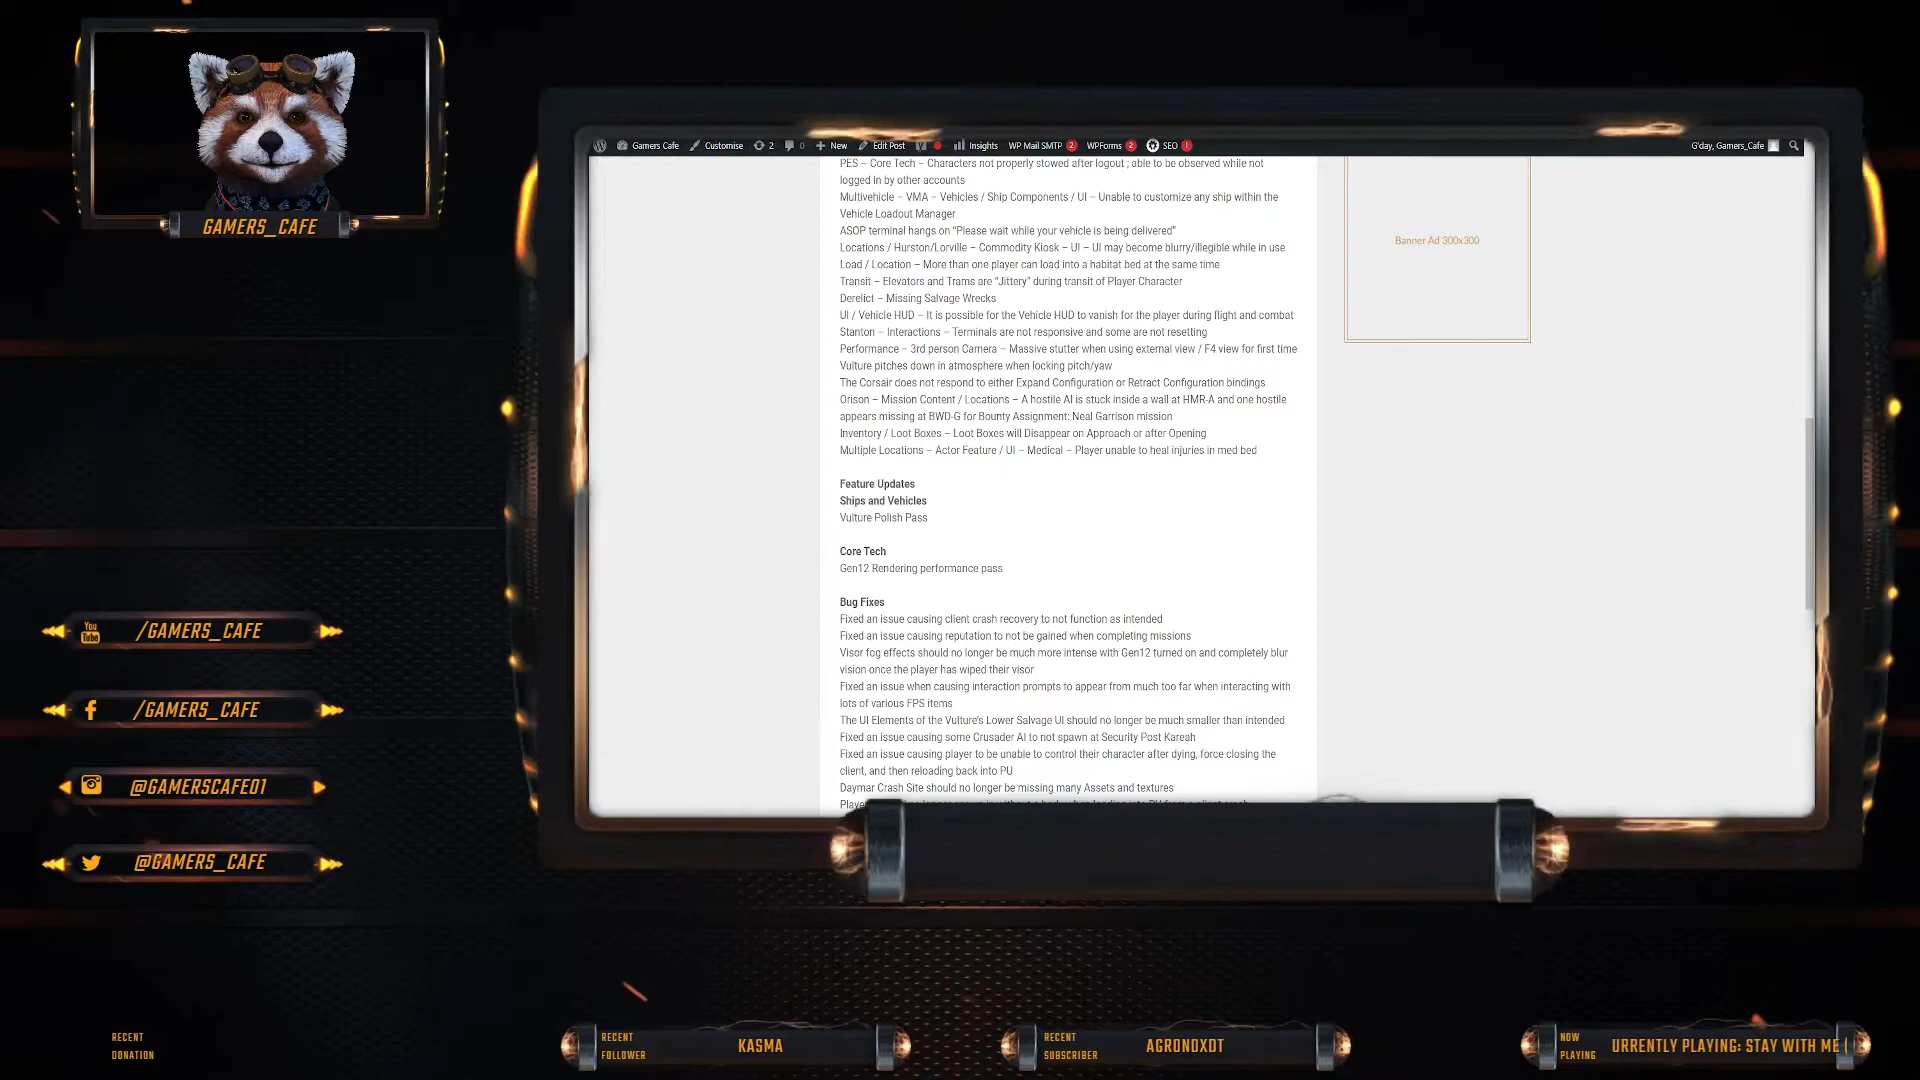 GAMERS_CAFE
Gamers Cafe
Customise
2
0
New
Edit Post
Insights
WP Mail SMTP 2
WPForms 2
SEO !
G'day, Gamers_Cafe
PES – Core Tech – Characters not properly stowed after logout ; able to be observed while not
logged in by other accounts
Multivehicle – VMA – Vehicles / Ship Components / UI – Unable to customize any ship within the
Vehicle Loadout Manager
ASOP terminal hangs on “Please wait while your vehicle is being delivered”
Locations / Hurston/Lorville – Commodity Kiosk – UI – UI may become blurry/illegible while in use
Load / Location – More than one player can load into a habitat bed at the same time
Transit – Elevators and Trams are “Jittery” during transit of Player Character
Derelict – Missing Salvage Wrecks
UI / Vehicle HUD – It is possible for the Vehicle HUD to vanish for the player during flight and combat
Stanton – Interactions – Terminals are not responsive and some are not resetting
Performance – 3rd person Camera – Massive stutter when using external view / F4 view for first time
Vulture pitches down in atmosphere when locking pitch/yaw
The Corsair does not respond to either Expand Configuration or Retract Configuration bindings
Orison – Mission Content / Locations – A hostile AI is stuck inside a wall at HMR-A and one hostile
appears missing at BWD-G for Bounty Assignment: Neal Garrison mission
Inventory / Loot Boxes – Loot Boxes will Disappear on Approach or after Opening
Multiple Locations – Actor Feature / UI – Medical – Player unable to heal injuries in med bed
Feature Updates
Ships and Vehicles
Vulture Polish Pass
Core Tech
Gen12 Rendering performance pass
Bug Fixes
Fixed an issue causing client crash recovery to not function as intended
Fixed an issue causing reputation to not be gained when completing missions
Visor fog effects should no longer be much more intense with Gen12 turned on and completely blur
vision once the player has wiped their visor
Fixed an issue when causing interaction prompts to appear from much too far when interacting with
lots of various FPS items
The UI Elements of the Vulture’s Lower Salvage UI should no longer be much smaller than intended
Fixed an issue causing some Crusader AI to not spawn at Security Post Kareah
Fixed an issue causing player to be unable to control their character after dying, force closing the
client, and then reloading back into PU
Daymar Crash Site should no longer be missing many Assets and textures
Banner Ad 300x300
You Tube /GAMERS_CAFE
/GAMERS_CAFE
@GAMERSCAFE01
@GAMERS_CAFE
RECENT
DONATION
RECENT
FOLLOWER
KASMA
RECENT
SUBSCRIBER
AGRONDXDT
NOW
PLAYING
URRENTLY PLAYING: STAY WITH ME (